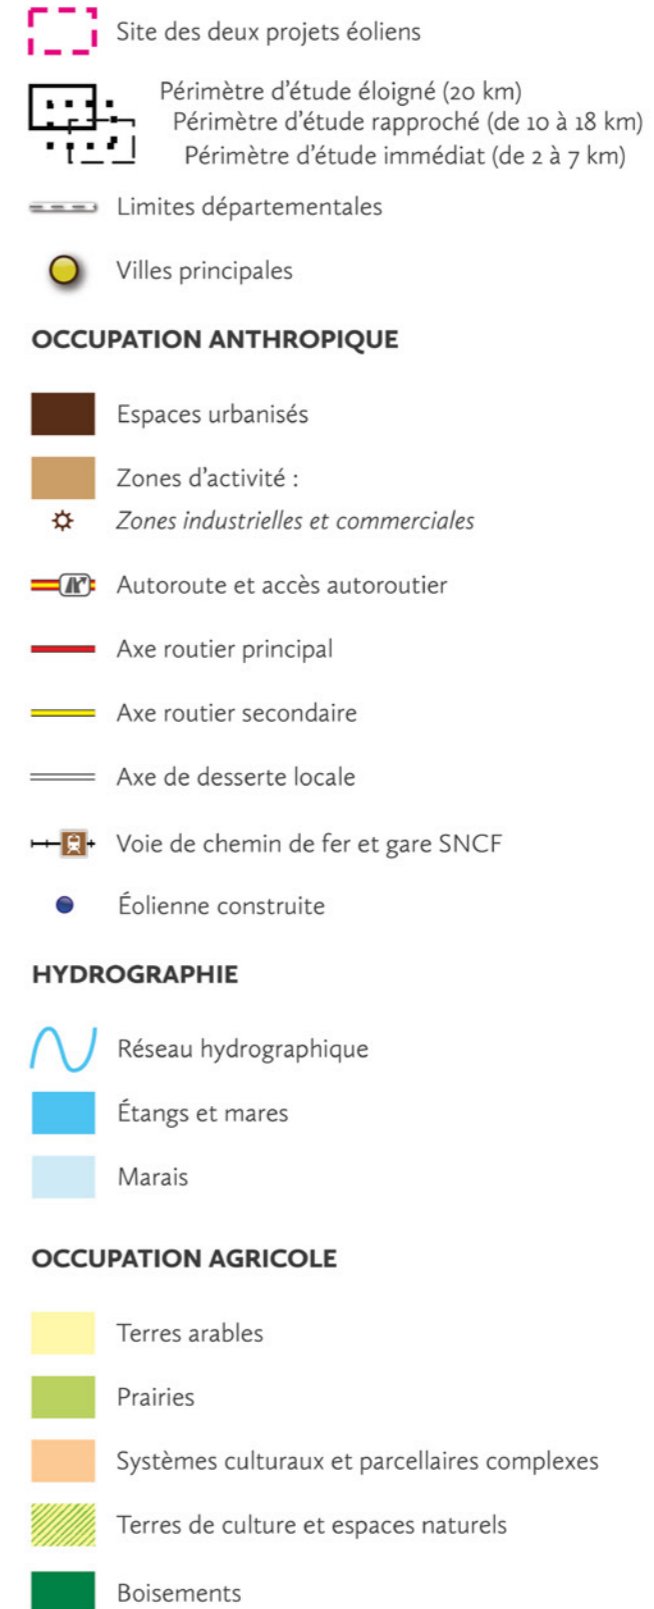 Site des deux projets éoliens
Périmètre d'étude éloigné (20 km)
Périmètre d'étude rapproché (de 10 à 18 km)
Périmètre d'étude immédiat (de 2 à 7 km)
Limites départementales
Villes principales
OCCUPATION ANTHROPIQUE
Espaces urbanisés
Zones d'activité :
Zones industrielles et commerciales
Autoroute et accès autoroutier
Axe routier principal
Axe routier secondaire
Axe de desserte locale
Voie de chemin de fer et gare SNCF
Éolienne construite
HYDROGRAPHIE
Réseau hydrographique
Étangs et mares
Marais
OCCUPATION AGRICOLE
Terres arables
Prairies
Systèmes culturaux et parcellaires complexes
Terres de culture et espaces naturels
Boisements